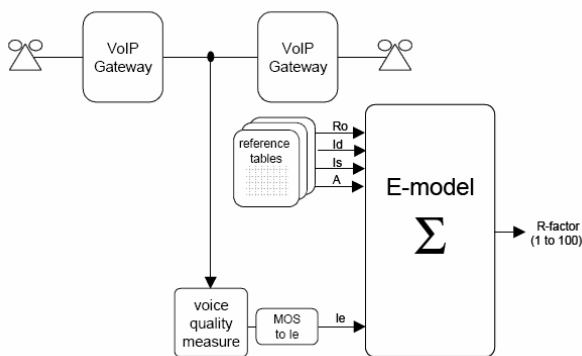 VoIP
Gateway
VoIP
Gateway
reference
tables
Ro
Id
Is
A
E-model
Σ
R-factor
(1 to 100)
voice
quality
measure
MOS
to Ie
Ie